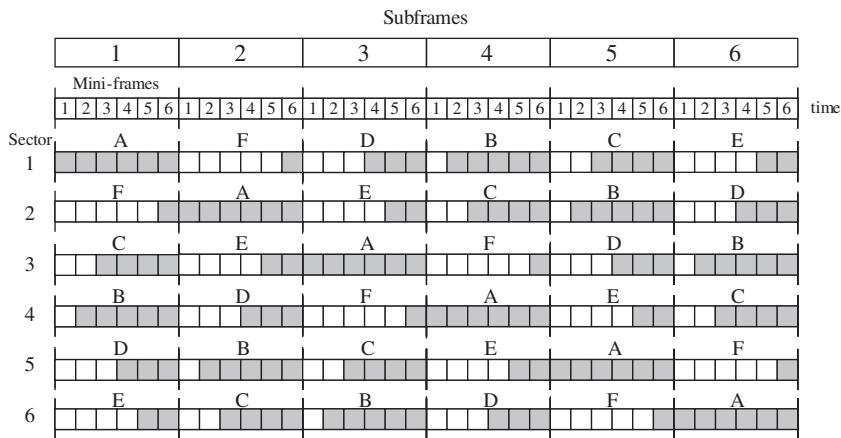 Subframes
1 2 3 4 5 6
Mini-frames
1 2 3 4 5 6 1 2 3 4 5 6 1 2 3 4 5 6 1 2 3 4 5 6 1 2 3 4 5 6 1 2 3 4 5 6 time
Sector A F D B C E
1
F A E C B D
2
C E A F D B
3
B D F A E C
4
D B C E A F
5
E C B D F A
6